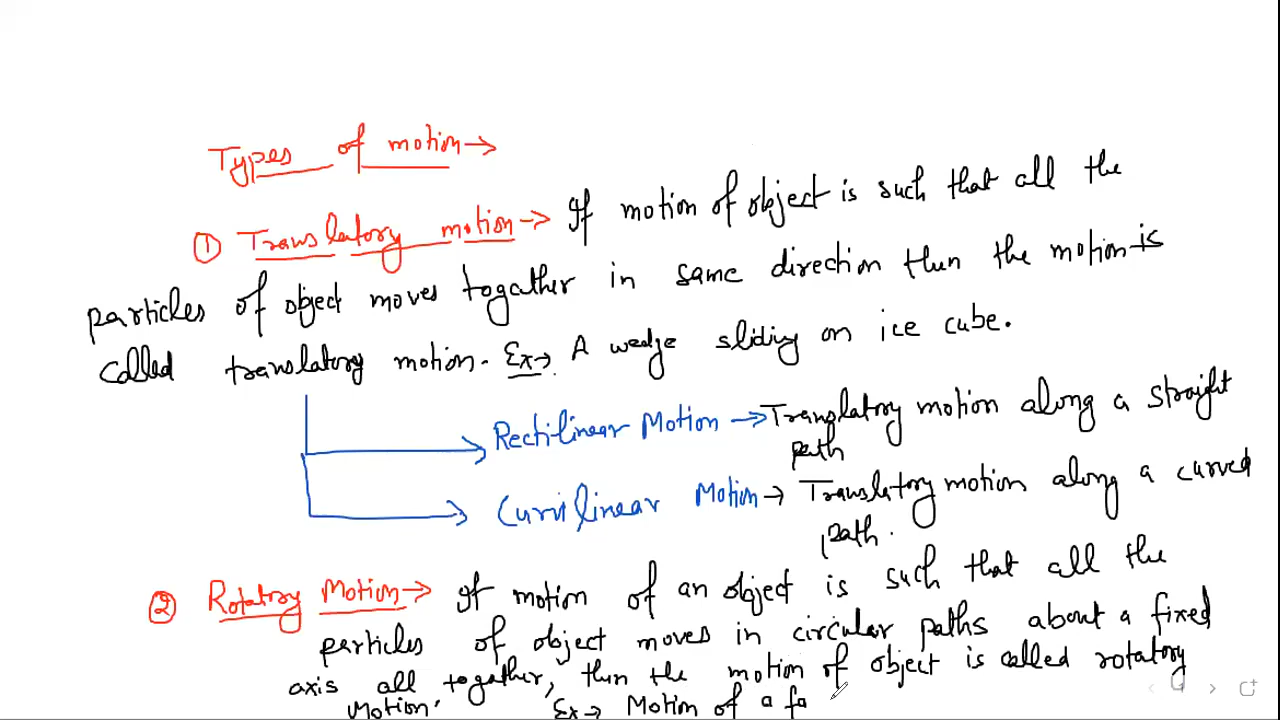 Types of motion →
① Translatory motion → If motion of object is such that all the
particles of object moves togather in same direction then the motion is
called translatory motion. Ex → A wedge sliding on ice cube.
Rectilinear Motion → Translatory motion along a straight
path
Curvilinear Motion → Translatory motion along a curved
path.
② Rotatory Motion → If motion of an object is such that all the
particles of object moves in circular paths about a fixed
axis all together, then the motion of object is called rotatory
Motion. Ex → Motion of a fa